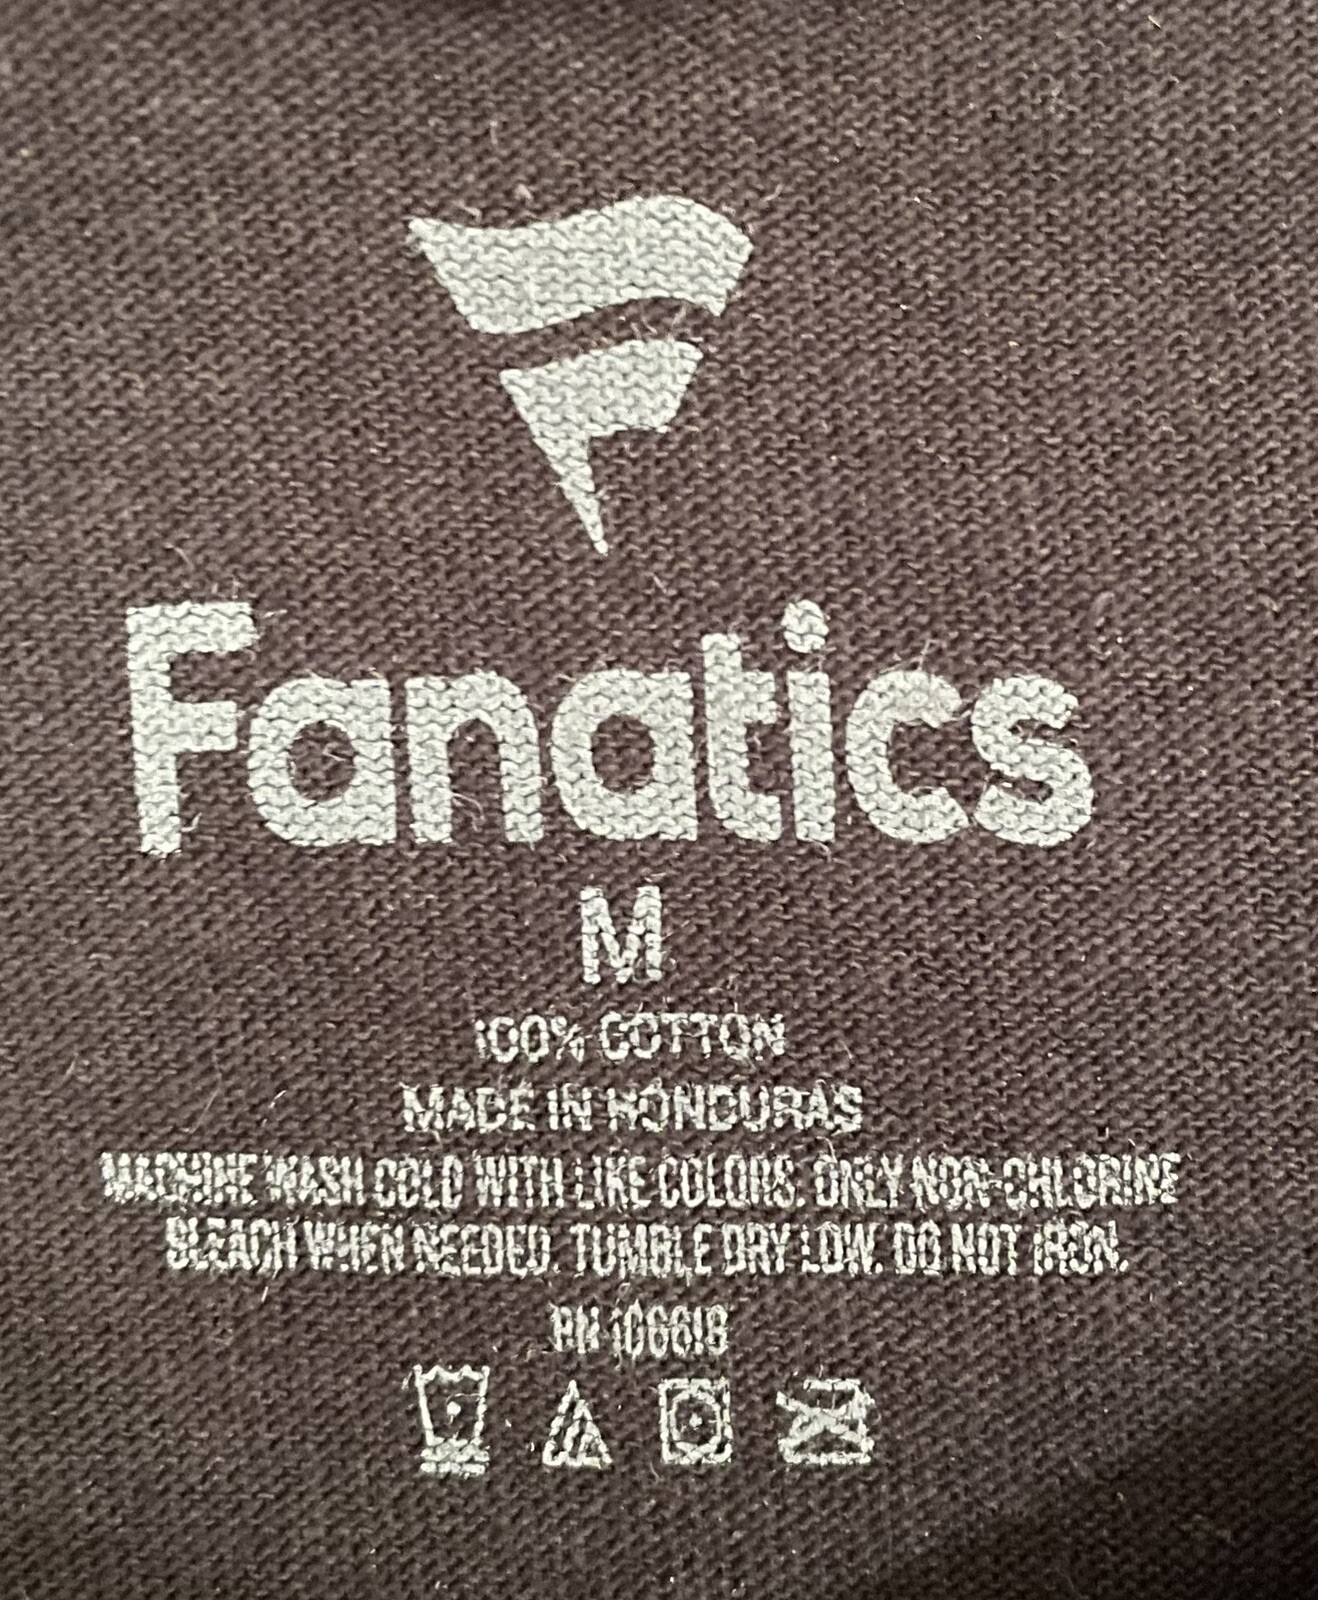 Fanatics
M
100% COTTON
MADE IN HONDURAS
MACHINE WASH COLD WITH LIKE COLORS. ONLY NON-CHLORINE
BLEACH WHEN NEEDED. TUMBLE DRY LOW. DO NOT IRON.
RN 106618